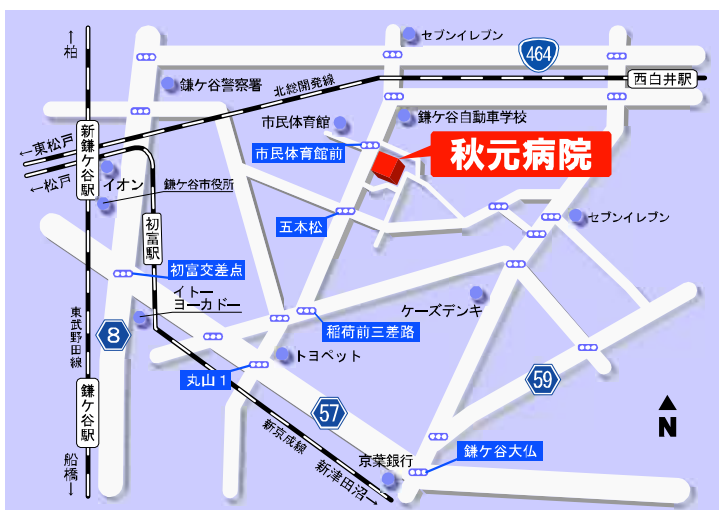 ↑柏
セブンイレブン
464
西白井駅
鎌ケ谷警察署
北総開発線
市民体育館
鎌ケ谷自動車学校
←東松戸
新鎌ケ谷駅
市民体育館前
秋元病院
←松戸
イオン
鎌ケ谷市役所
初富駅
五本松
セブンイレブン
初富交差点
イトーヨーカドー
ケーズデンキ
東武野田線
8
稲荷前三差路
トヨペット
丸山1
59
鎌ケ谷駅
57
N
新京成線
鎌ケ谷大仏
京葉銀行
船橋↓
新津田沼→